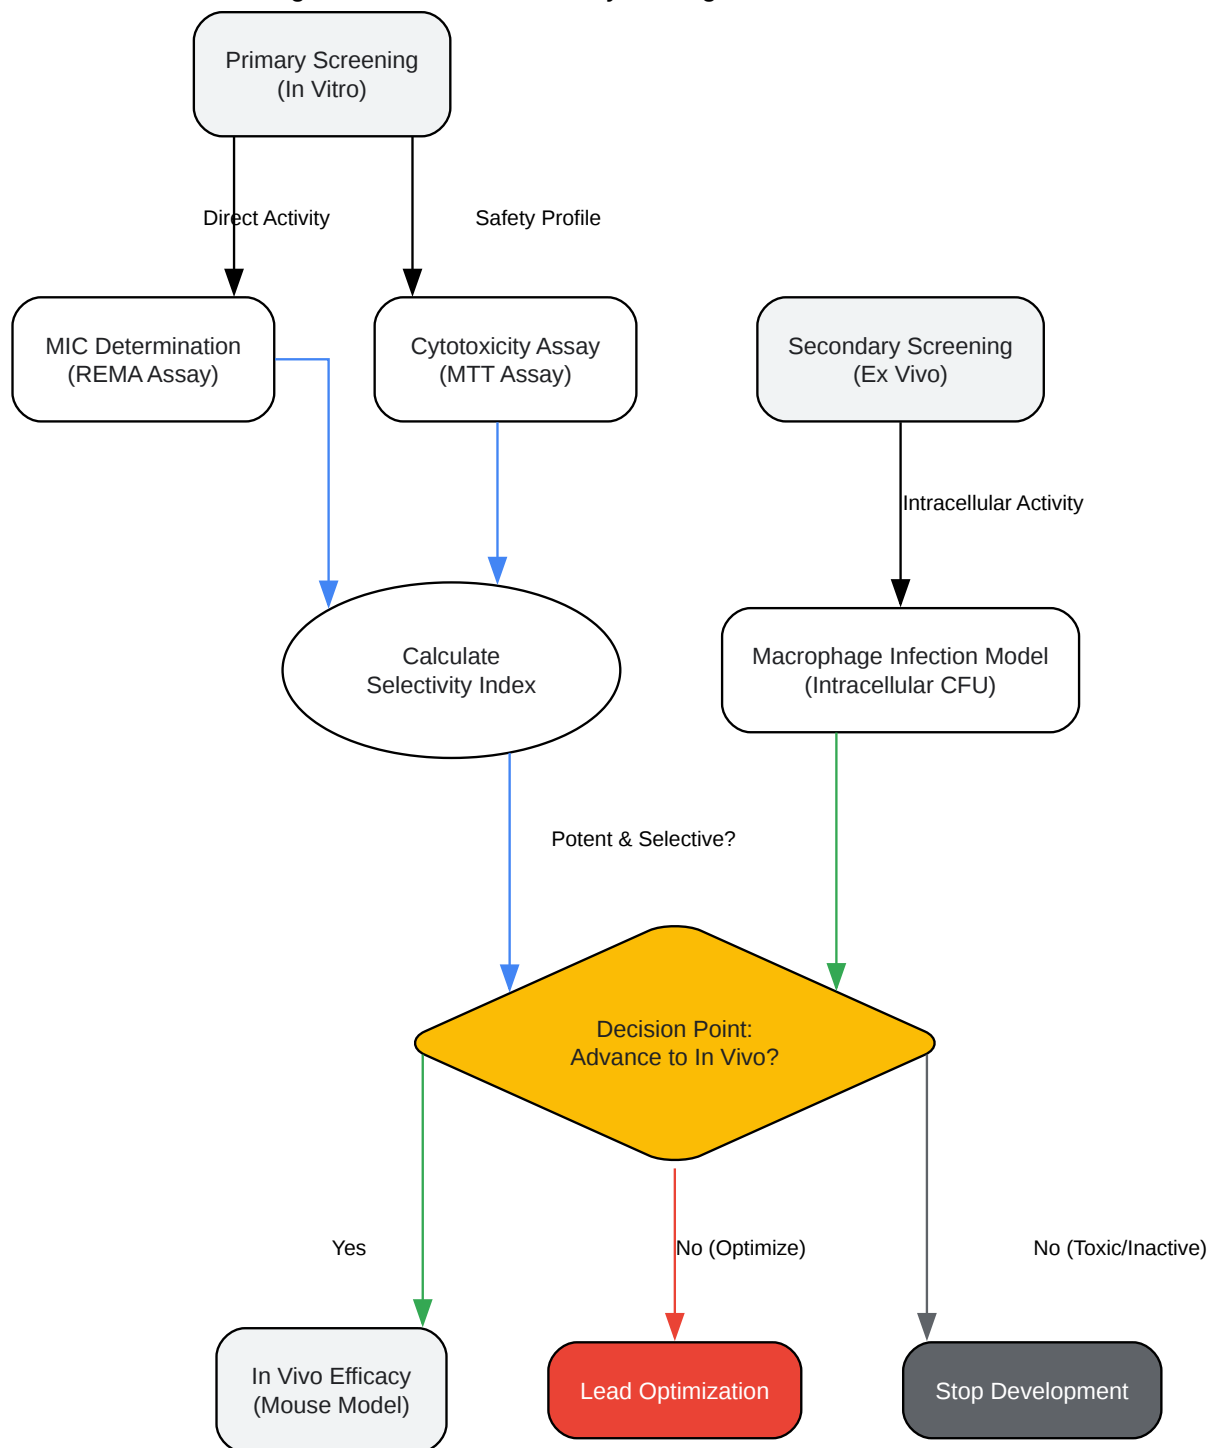 Primary Screening
(In Vitro)
Direct Activity
Safety Profile
MIC Determination
(REMA Assay)
Cytotoxicity Assay
(MTT Assay)
Secondary Screening
(Ex Vivo)
Intracellular Activity
Calculate
Selectivity Index
Macrophage Infection Model
(Intracellular CFU)
Potent & Selective?
Decision Point:
Advance to In Vivo?
Yes
No (Optimize)
No (Toxic/Inactive)
In Vivo Efficacy
(Mouse Model)
Lead Optimization
Stop Development